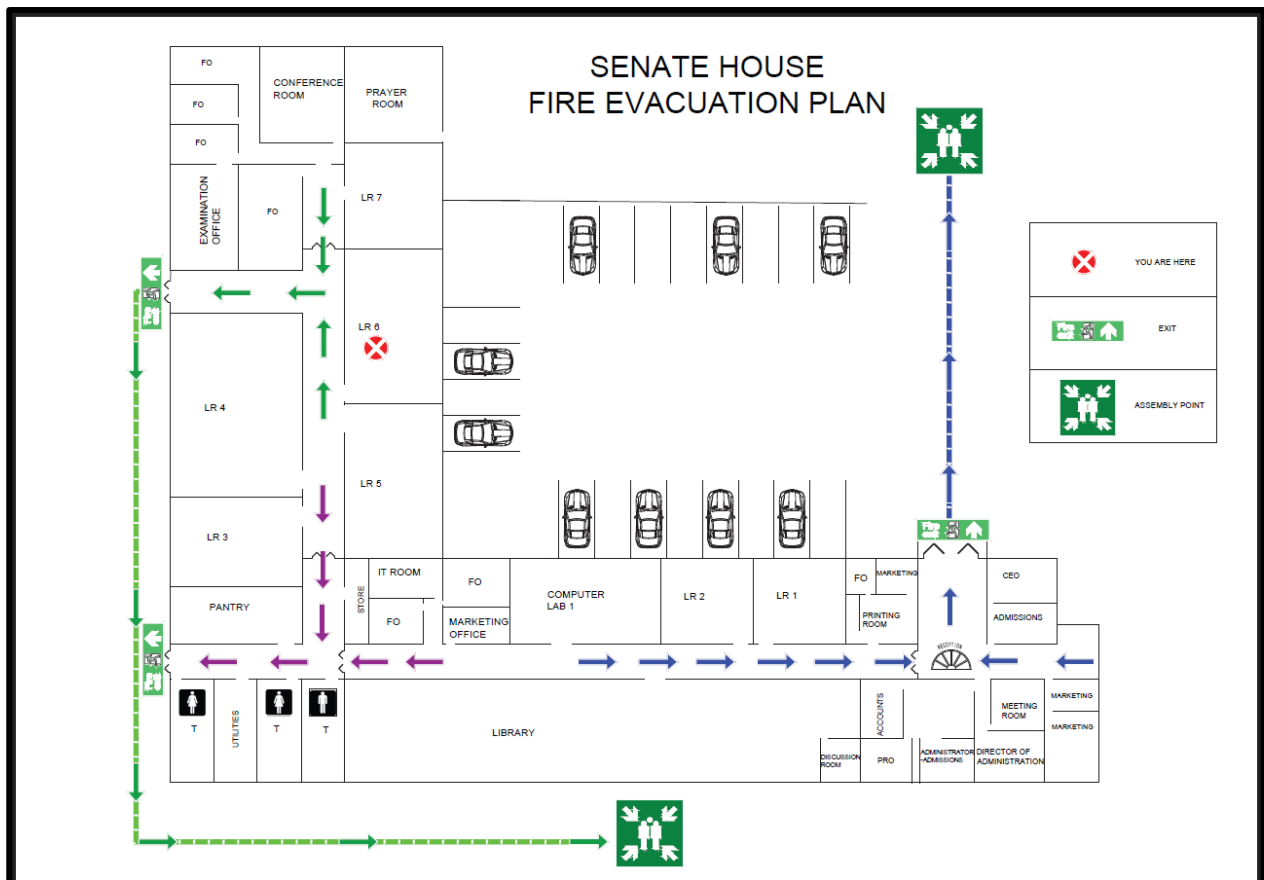 SENATE HOUSE
FIRE EVACUATION PLAN
FO
CONFERENCE
ROOM
PRAYER
ROOM
FO
FO
EXAMINATION
OFFICE
FO
LR 7
LR 6
LR 4
LR 5
LR 3
PANTRY
STORE
IT ROOM
FO
FO
MARKETING
OFFICE
COMPUTER
LAB 1
LR 2
LR 1
FO
MARKETING
PRINTING
ROOM
CEO
ADMISSIONS
RECEPTION
T
UTILITIES
T
T
LIBRARY
ACCOUNTS
DISCUSSION
ROOM
PRO
ADMINISTRATOR
-ADMISSIONS
MEETING
ROOM
DIRECTOR OF
ADMINISTRATION
MARKETING
MARKETING
YOU ARE HERE
EXIT
ASSEMBLY POINT